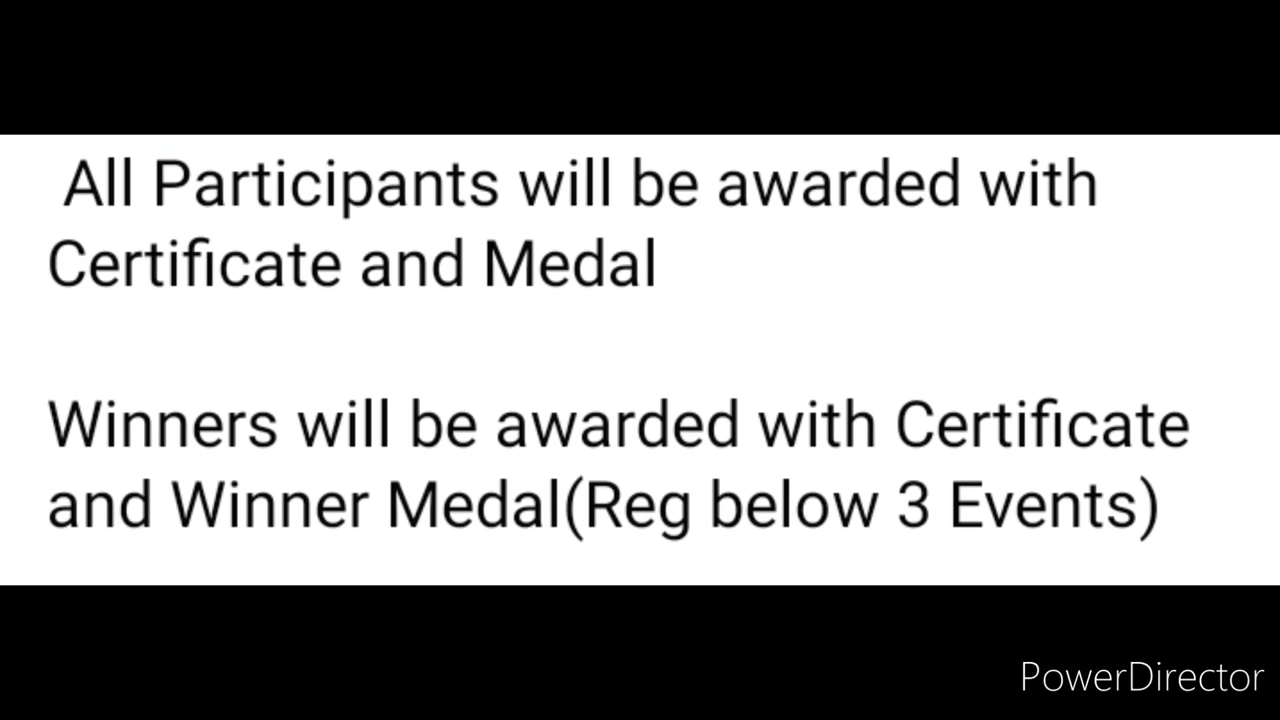 All Participants will be awarded with
Certificate and Medal
Winners will be awarded with Certificate
and Winner Medal(Reg below 3 Events)
PowerDirector